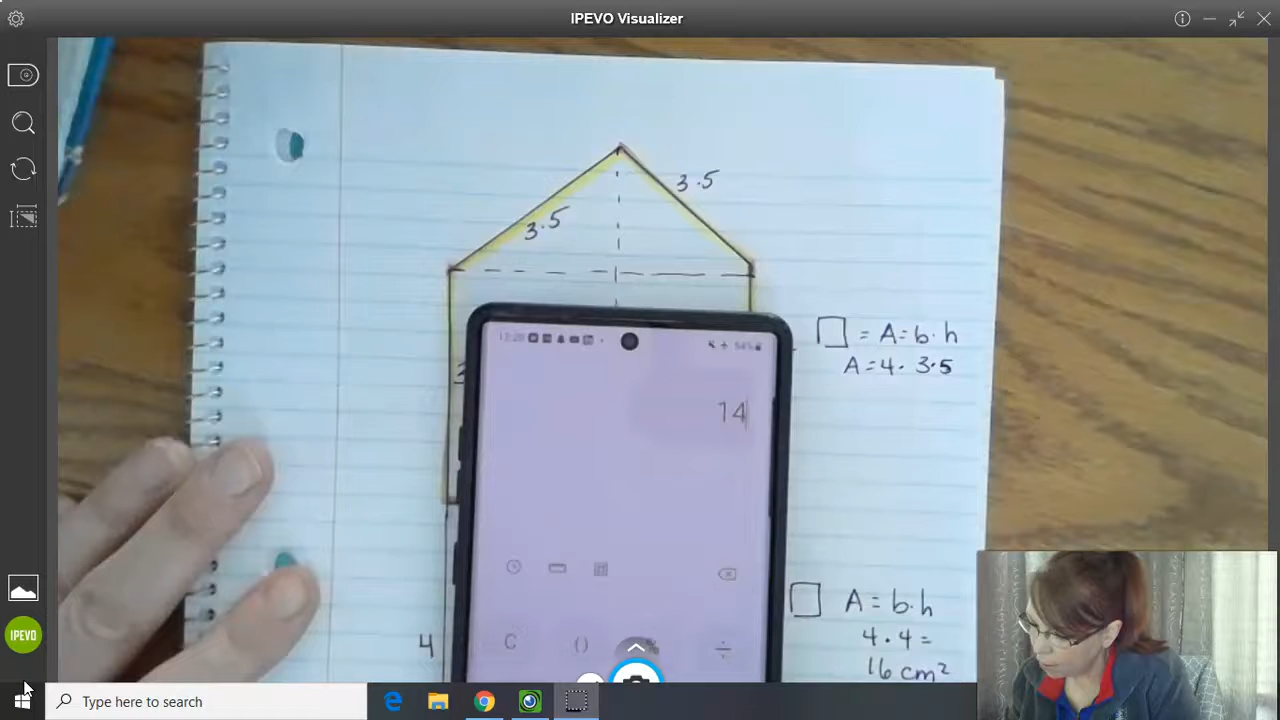 IPEVO Visualizer
3.5
3.5
□ = A = b · h
A = 4 · 3.5
14
C () % ÷
□ A = b · h
4 · 4 =
16 cm²
4
IPEVO
Type here to search